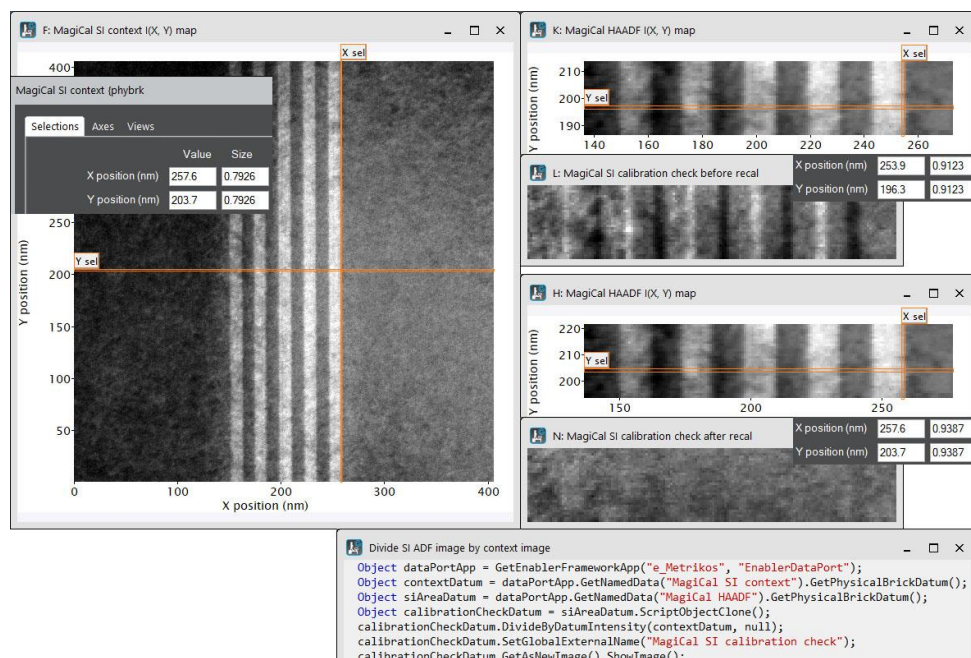 F: MagiCal SI context I(X, Y) map
X sel
400
MagiCal SI context (phybrk
Selections Axes Views
Value Size
X position (nm) 257.6 0.7926
Y position (nm) 203.7 0.7926
250
Y sel
200
150
100
50
Y position (nm)
0 100 200 300 400
X position (nm)
K: MagiCal HAADF I(X, Y) map
X sel
210
Y sel
200
190
Y position (nm)
140 160 180 200 220 240 260
X position (nm) 253.9 0.9123
Y position (nm) 196.3 0.9123
L: MagiCal SI calibration check before recal
H: MagiCal HAADF I(X, Y) map
X sel
220
210
Y sel
200
Y position (nm)
150 200 250
X position (nm) 257.6 0.9387
Y position (nm) 203.7 0.9387
N: MagiCal SI calibration check after recal
Divide SI ADF image by context image
Object dataPortApp = GetEnablerFrameworkApp("e_Metrikos", "EnablerDataPort");
Object contextDatum = dataPortApp.GetNamedData("MagiCal SI context").GetPhysicalBrickDatum();
Object siAreaDatum = dataPortApp.GetNamedData("MagiCal HAADF").GetPhysicalBrickDatum();
Object calibrationCheckDatum = siAreaDatum.ScriptObjectClone();
calibrationCheckDatum.DivideByDatumIntensity(contextDatum, null);
calibrationCheckDatum.SetGlobalExternalName("MagiCal SI calibration check");
calibrationCheckDatum.GetAsNewImage().ShowImage();